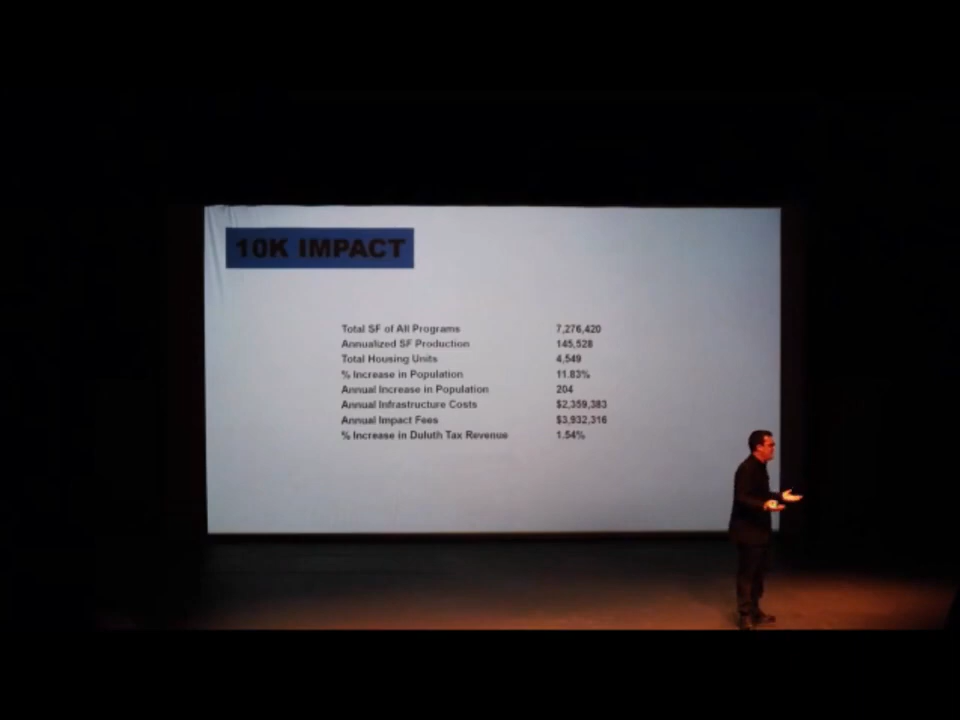 10K IMPACT
Total SF of All Programs 7,276,420
Annualized SF Production 145,528
Total Housing Units 4,549
% Increase in Population 11.83%
Annual Increase in Population 204
Annual Infrastructure Costs $2,359,383
Annual Impact Fees $3,932,316
% Increase in Duluth Tax Revenue 1.54%